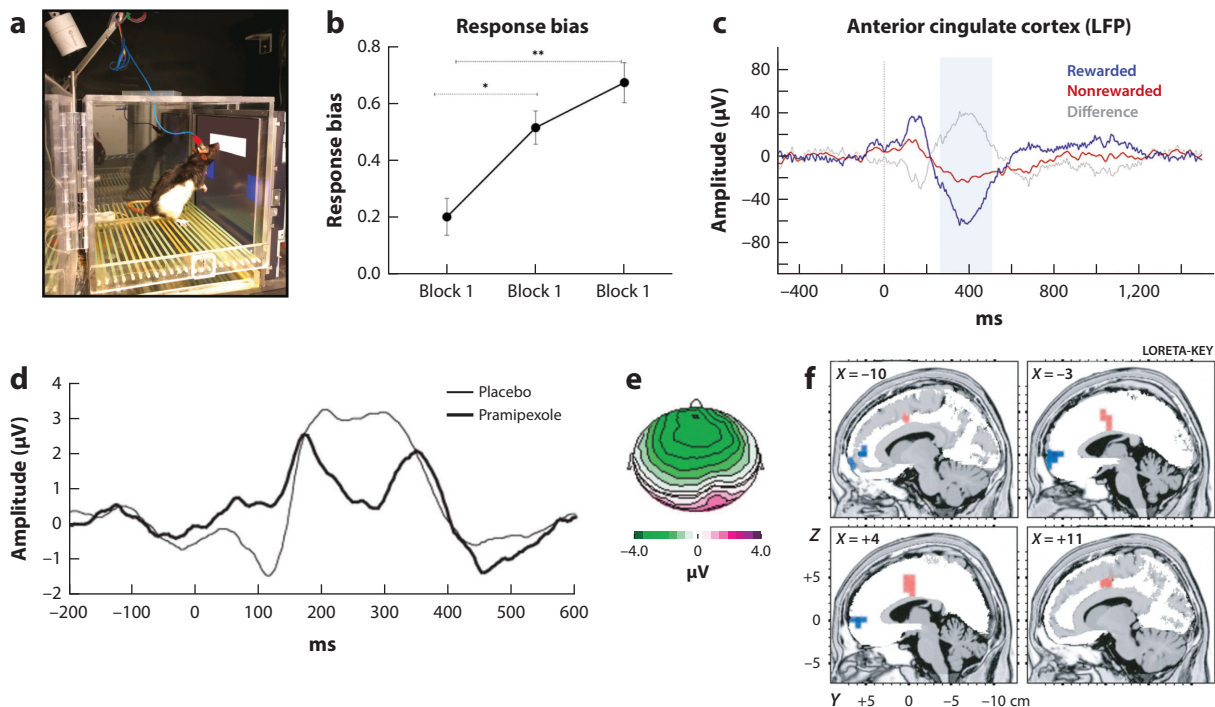 a
b
Response bias
Response bias
0.8
0.6
0.4
0.2
0.0
*
**
Block 1
Block 1
Block 1
c
Anterior cingulate cortex (LFP)
Amplitude (µV)
80
40
0
−40
−80
Rewarded
Nonrewarded
Difference
−400
0
400
800
1,200
ms
d
Amplitude (µV)
4
3
2
1
0
−1
−2
Placebo
Pramipexole
−200
−100
0
100
200
300
400
500
600
ms
e
−4.0
0
4.0
µV
f
LORETA-KEY
X = −10
X = −3
X = +4
X = +11
Z
+5
0
−5
Y
+5
0
−5
−10 cm